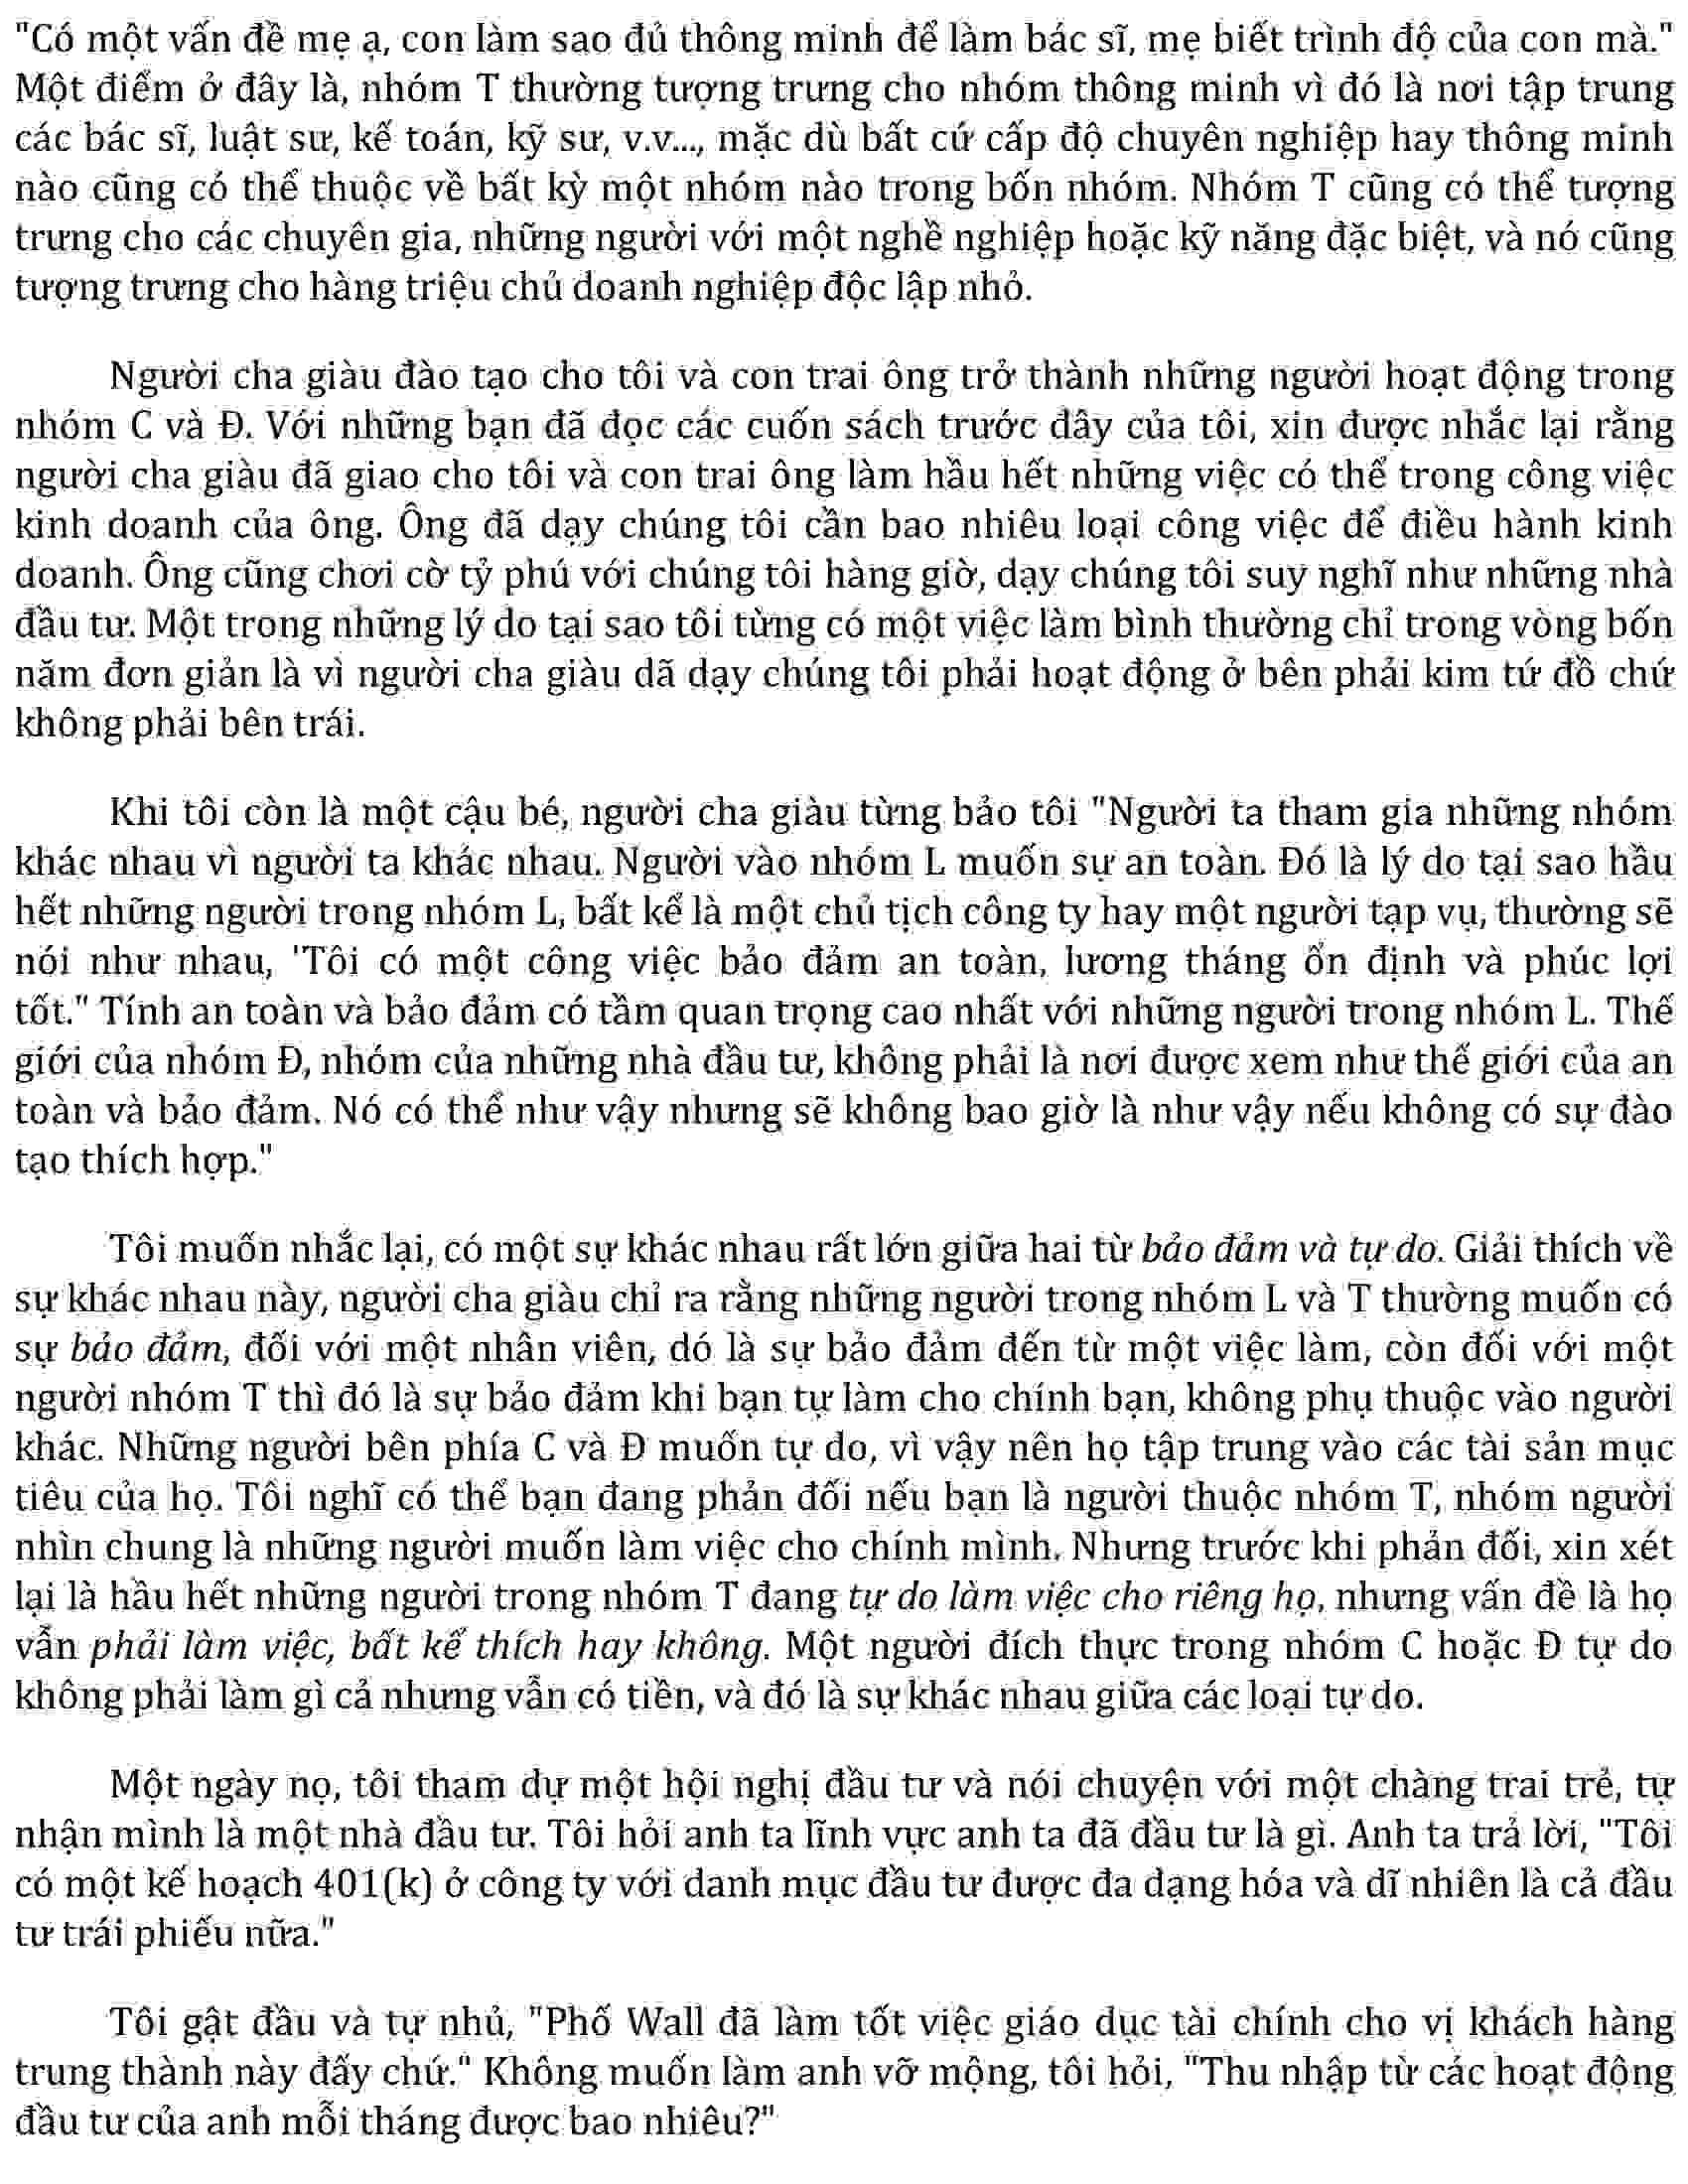 "Có một vấn đề mẹ ạ, con làm sao đủ thông minh để làm bác sĩ, mẹ biết trình độ của con mà."
Một điểm ở đây là, nhóm T thường tượng trưng cho nhóm thông minh vì đó là nơi tập trung
các bác sĩ, luật sư, kế toán, kỹ sư, v.v..., mặc dù bất cứ cấp độ chuyên nghiệp hay thông minh
nào cũng có thể thuộc về bất kỳ một nhóm nào trong bốn nhóm. Nhóm T cũng có thể tượng
trưng cho các chuyên gia, những người với một nghề nghiệp hoặc kỹ năng đặc biệt, và nó cũng
tượng trưng cho hàng triệu chủ doanh nghiệp độc lập nhỏ.
Người cha giàu đào tạo cho tôi và con trai ông trở thành những người hoạt động trong
nhóm C và Đ. Với những bạn đã đọc các cuốn sách trước đây của tôi, xin được nhắc lại rằng
người cha giàu đã giao cho tôi và con trai ông làm hầu hết những việc có thể trong công việc
kinh doanh của ông. Ông đã dạy chúng tôi cần bao nhiêu loại công việc để điều hành kinh
doanh. Ông cũng chơi cờ tỷ phú với chúng tôi hàng giờ, dạy chúng tôi suy nghĩ như những nhà
đầu tư. Một trong những lý do tại sao tôi từng có một việc làm bình thường chỉ trong vòng bốn
năm đơn giản là vì người cha giàu dã dạy chúng tôi phải hoạt động ở bên phải kim tứ đồ chứ
không phải bên trái.
Khi tôi còn là một cậu bé, người cha giàu từng bảo tôi "Người ta tham gia những nhóm
khác nhau vì người ta khác nhau. Người vào nhóm L muốn sự an toàn. Đó là lý do tại sao hầu
hết những người trong nhóm L, bất kể là một chủ tịch công ty hay một người tạp vụ, thường sẽ
nói như nhau, 'Tôi có một công việc bảo đảm an toàn, lương tháng ổn định và phúc lợi
tốt." Tính an toàn và bảo đảm có tầm quan trọng cao nhất với những người trong nhóm L. Thế
giới của nhóm Đ, nhóm của những nhà đầu tư, không phải là nơi được xem như thế giới của an
toàn và bảo đảm. Nó có thể như vậy nhưng sẽ không bao giờ là như vậy nếu không có sự đào
tạo thích hợp."
Tôi muốn nhắc lại, có một sự khác nhau rất lớn giữa hai từ bảo đảm và tự do. Giải thích về
sự khác nhau này, người cha giàu chỉ ra rằng những người trong nhóm L và T thường muốn có
sự bảo đảm, đối với một nhân viên, dó là sự bảo đảm đến từ một việc làm, còn đối với một
người nhóm T thì đó là sự bảo đảm khi bạn tự làm cho chính bạn, không phụ thuộc vào người
khác. Những người bên phía C và Đ muốn tự do, vì vậy nên họ tập trung vào các tài sản mục
tiêu của họ. Tôi nghĩ có thể bạn đang phản đối nếu bạn là người thuộc nhóm T, nhóm người
nhìn chung là những người muốn làm việc cho chính mình. Nhưng trước khi phản đối, xin xét
lại là hầu hết những người trong nhóm T đang tự do làm việc cho riêng họ, nhưng vấn đề là họ
vẫn phải làm việc, bất kể thích hay không. Một người đích thực trong nhóm C hoặc Đ tự do
không phải làm gì cả nhưng vẫn có tiền, và đó là sự khác nhau giữa các loại tự do.
Một ngày nọ, tôi tham dự một hội nghị đầu tư và nói chuyện với một chàng trai trẻ, tự
nhận mình là một nhà đầu tư. Tôi hỏi anh ta lĩnh vực anh ta đã đầu tư là gì. Anh ta trả lời, "Tôi
có một kế hoạch 401(k) ở công ty với danh mục đầu tư được đa dạng hóa và dĩ nhiên là cả đầu
tư trái phiếu nữa."
Tôi gật đầu và tự nhủ, "Phố Wall đã làm tốt việc giáo dục tài chính cho vị khách hàng
trung thành này đấy chứ." Không muốn làm anh vỡ mộng, tôi hỏi, "Thu nhập từ các hoạt động
đầu tư của anh mỗi tháng được bao nhiêu?"